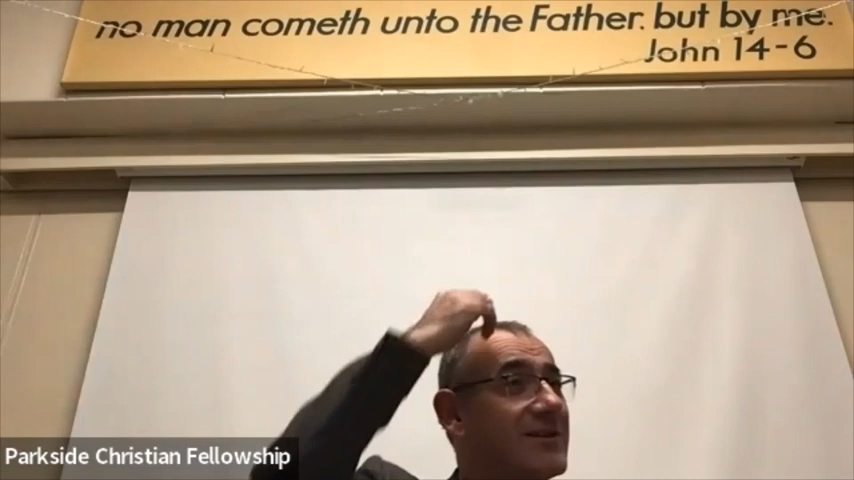 no man cometh unto the Father. but by me.
John 14-6
Parkside Christian Fellowship